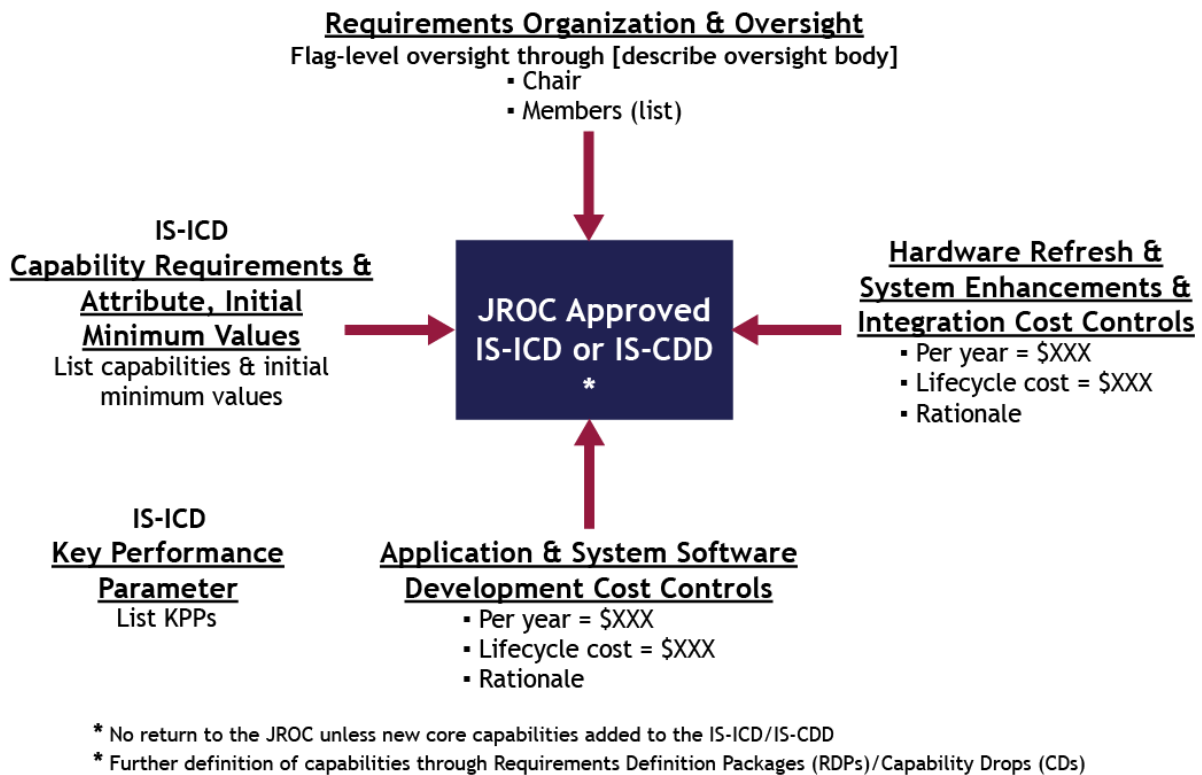 Requirements Organization & Oversight
Flag-level oversight through [describe oversight body]
▪ Chair
▪ Members (list)
IS-ICD
Capability Requirements &
Attribute, Initial
Minimum Values
List capabilities & initial
minimum values
JROC Approved
IS-ICD or IS-CDD
*
Hardware Refresh &
System Enhancements &
Integration Cost Controls
▪ Per year = $XXX
▪ Lifecycle cost = $XXX
▪ Rationale
IS-ICD
Key Performance
Parameter
List KPPs
Application & System Software
Development Cost Controls
▪ Per year = $XXX
▪ Lifecycle cost = $XXX
▪ Rationale
* No return to the JROC unless new core capabilities added to the IS-ICD/IS-CDD
* Further definition of capabilities through Requirements Definition Packages (RDPs)/Capability Drops (CDs)